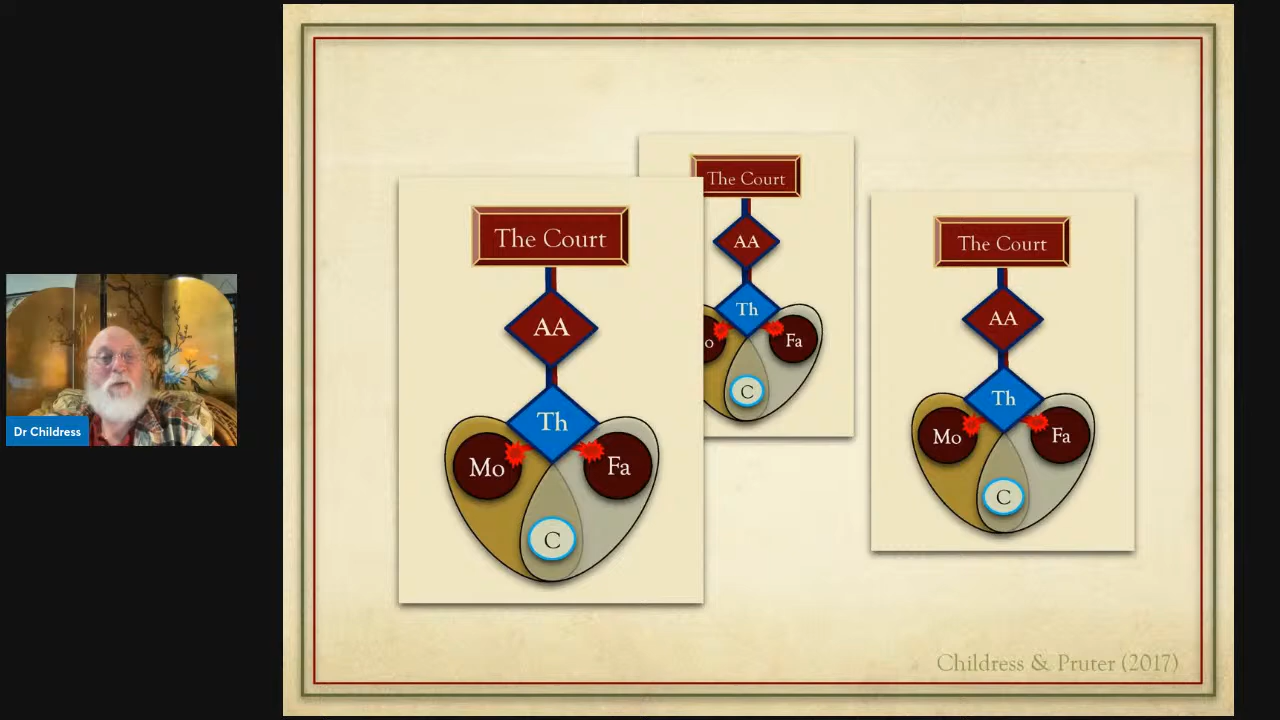 Dr Childress
The Court
AA
Th
Mo
Fa
C
The Court
AA
Th
o
Fa
C
The Court
AA
Th
Mo
Fa
C
Childress & Pruter (2017)